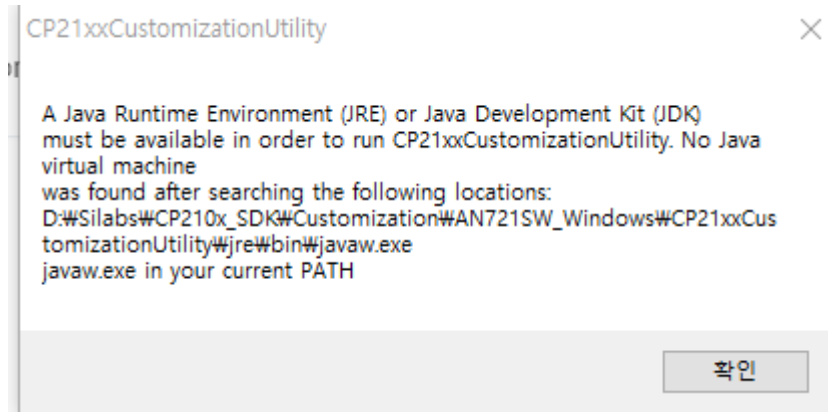 CP21xxCustomizationUtility
or
A Java Runtime Environment (JRE) or Java Development Kit (JDK)
must be available in order to run CP21xxCustomizationUtility. No Java
virtual machine
was found after searching the following locations:
D:₩Silabs₩CP210x_SDK₩Customization₩AN721SW_Windows₩CP21xxCus
tomizationUtility₩jre₩bin₩javaw.exe
javaw.exe in your current PATH
확인